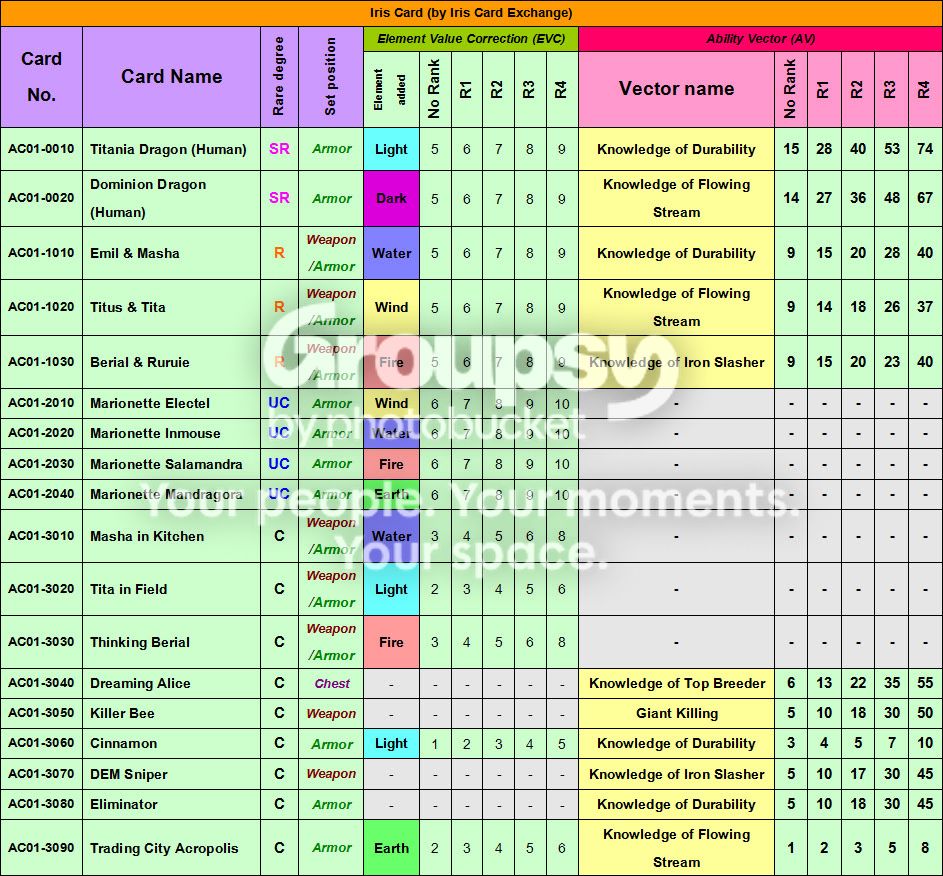 Iris Card (by Iris Card Exchange)
Card No. Card Name Rare degree Set position Element Value Correction (EVC) Ability Vector (AV)
Element added No Rank R1 R2 R3 R4 Vector name No Rank R1 R2 R3 R4
AC01-0010 Titania Dragon (Human) SR Armor Light 5 6 7 8 9 Knowledge of Durability 15 28 40 53 74
AC01-0020 Dominion Dragon (Human) SR Armor Dark 5 6 7 8 9 Knowledge of Flowing Stream 14 27 36 48 67
AC01-1010 Emil & Masha R Weapon /Armor Water 5 6 7 8 9 Knowledge of Durability 9 15 20 28 40
AC01-1020 Titus & Tita R Weapon /Armor Wind 5 6 7 8 9 Knowledge of Flowing Stream 9 14 18 26 37
AC01-1030 Berial & Ruruie R Weapon /Armor Fire 5 6 7 8 9 Knowledge of Iron Slasher 9 15 20 23 40
AC01-2010 Marionette Electel UC Armor Wind 6 7 8 9 10 - - - - - -
AC01-2020 Marionette Inmouse UC Armor Water 6 7 8 9 10 - - - - - -
AC01-2030 Marionette Salamandra UC Armor Fire 6 7 8 9 10 - - - - - -
AC01-2040 Marionette Mandragora UC Armor Earth 6 7 8 9 10 - - - - - -
AC01-3010 Masha in Kitchen C Weapon /Armor Water 3 4 5 6 8 - - - - - -
AC01-3020 Tita in Field C Weapon /Armor Light 2 3 4 5 6 - - - - - -
AC01-3030 Thinking Berial C Weapon /Armor Fire 3 4 5 6 8 - - - - - -
AC01-3040 Dreaming Alice C Chest - - - - - - Knowledge of Top Breeder 6 13 22 35 55
AC01-3050 Killer Bee C Weapon - - - - - - Giant Killing 5 10 18 30 50
AC01-3060 Cinnamon C Armor Light 1 2 3 4 5 Knowledge of Durability 3 4 5 7 10
AC01-3070 DEM Sniper C Weapon - - - - - - Knowledge of Iron Slasher 5 10 17 30 45
AC01-3080 Eliminator C Armor - - - - - - Knowledge of Durability 5 10 18 30 45
AC01-3090 Trading City Acropolis C Armor Earth 2 3 4 5 6 Knowledge of Flowing Stream 1 2 3 5 8
Groupsy
by photobucket
Your people. Your moments.
Your space.